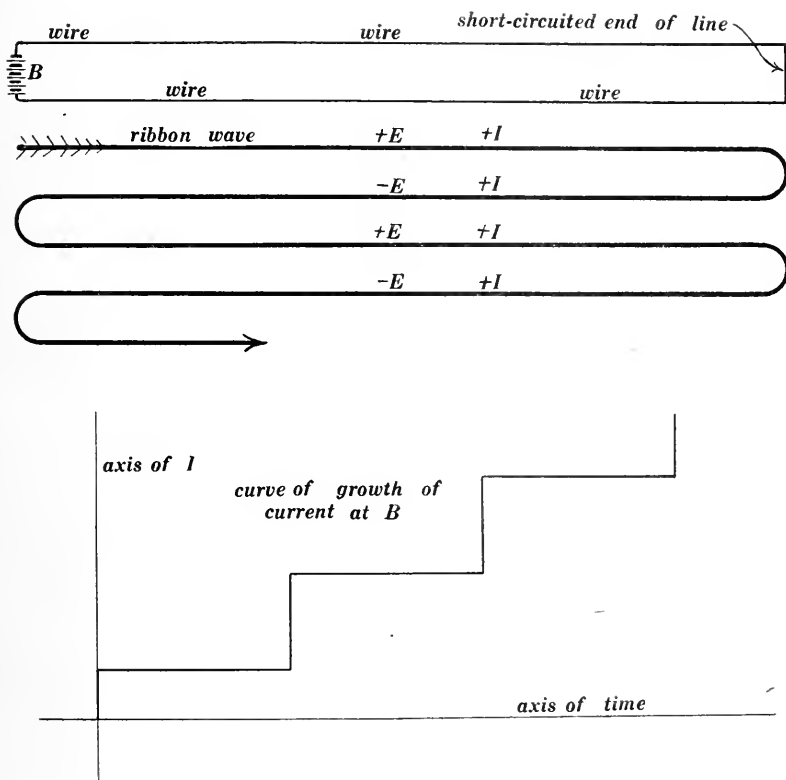 short-circuited end of line
wire wire
B
wire wire
ribbon wave +E +I
−E +I
+E +I
−E +I
axis of I
curve of growth of
current at B
axis of time